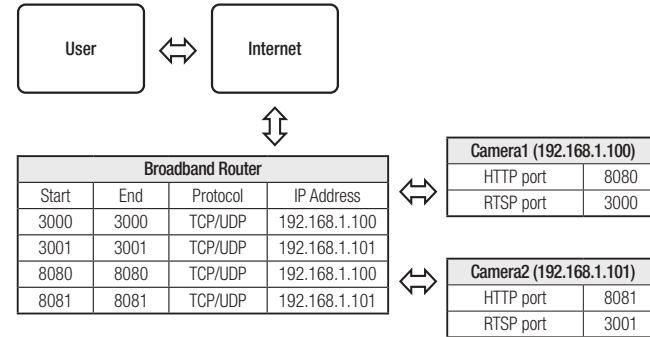 User
Internet
Broadband Router
Start End Protocol IP Address
3000 3000 TCP/UDP 192.168.1.100
3001 3001 TCP/UDP 192.168.1.101
8080 8080 TCP/UDP 192.168.1.100
8081 8081 TCP/UDP 192.168.1.101
Camera1 (192.168.1.100)
HTTP port 8080
RTSP port 3000
Camera2 (192.168.1.101)
HTTP port 8081
RTSP port 3001